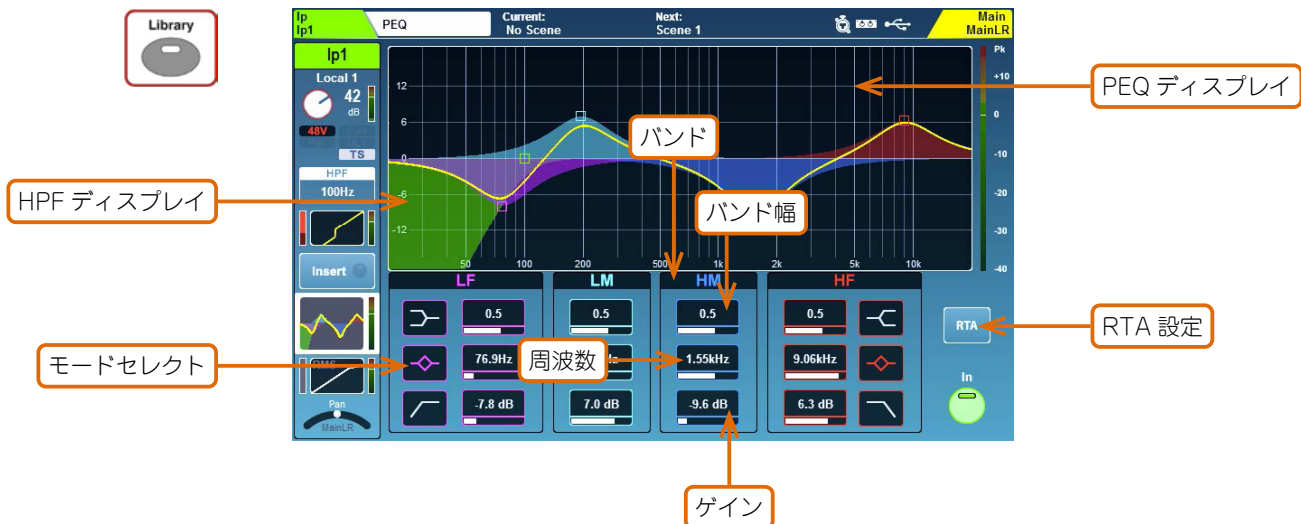 Library
Ip
Ip1
PEQ
Current:
No Scene
Next:
Scene 1
Main
MainLR
Ip1
Local 1
42
dB
48V
TS
HPF
100Hz
Insert
RMS
Pan
MainLR
12
6
0
-6
-12
50 100 200 500 1k 2k 5k 10k
Pk
+10
0
-10
-20
-30
-40
LF LM HM HF
0.5 0.5 0.5 0.5
76.9Hz 1.55kHz 9.06kHz
-7.8 dB 7.0 dB -9.6 dB 6.3 dB
RTA
In
PEQ ディスプレイ
バンド
バンド幅
HPF ディスプレイ
RTA 設定
モードセレクト
周波数
ゲイン